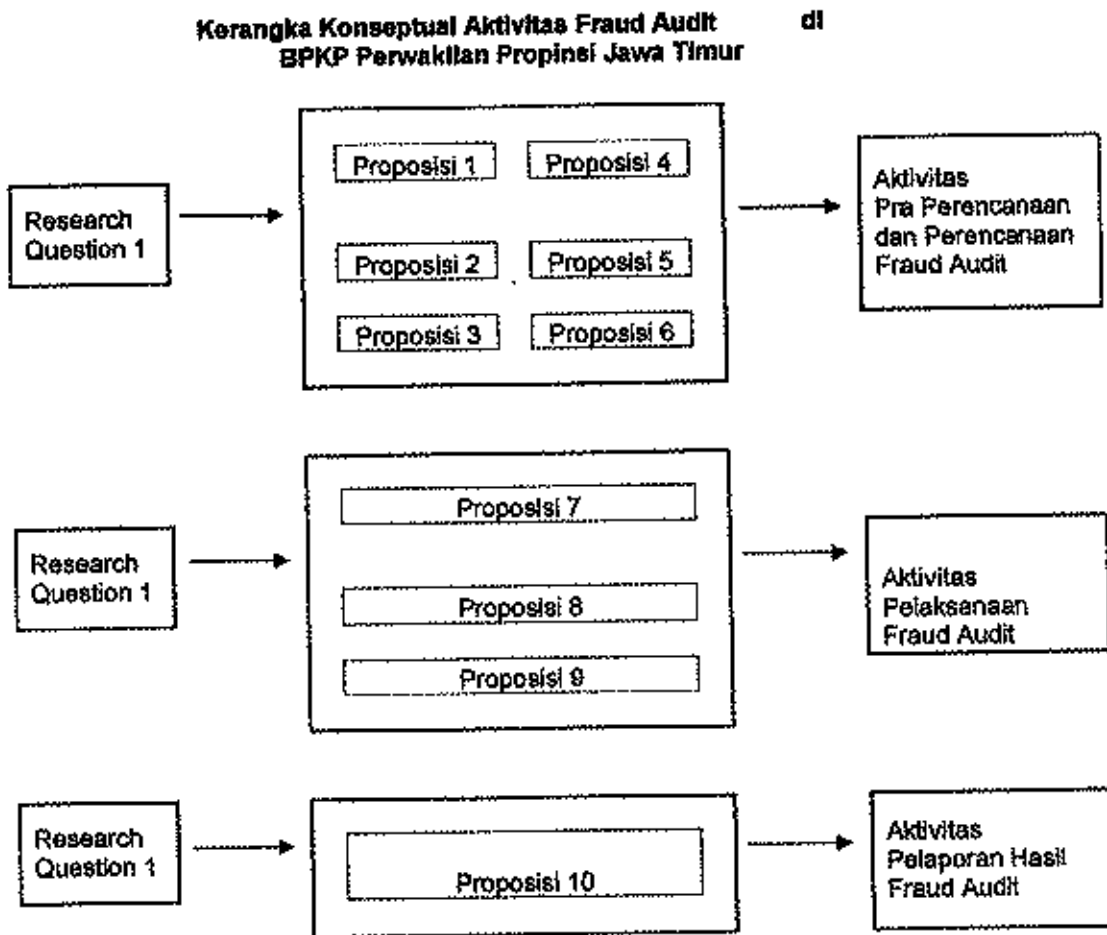 Kerangka Konseptual Aktivitas Fraud Audit di
BPKP Perwakilan Propinsi Jawa Timur
Research
Question 1
Proposisi 1
Proposisi 4
Proposisi 2
Proposisi 5
Proposisi 3
Proposisi 6
Aktivitas
Pra Perencanaan
dan Perencanaan
Fraud Audit
Research
Question 1
Proposisi 7
Proposisi 8
Proposisi 9
Aktivitas
Pelaksanaan
Fraud Audit
Research
Question 1
Proposisi 10
Aktivitas
Pelaporan Hasil
Fraud Audit